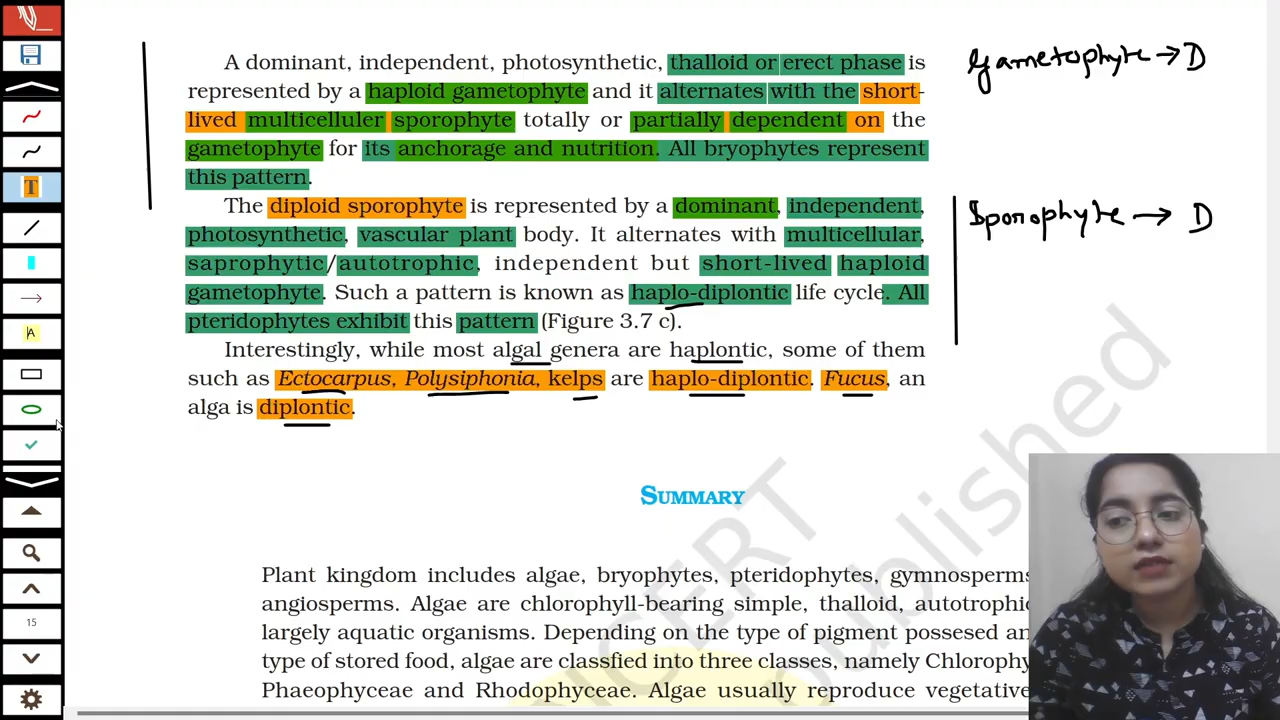 A dominant, independent, photosynthetic, thalloid or erect phase is
represented by a haploid gametophyte and it alternates with the short-
lived multicelluler sporophyte totally or partially dependent on the
gametophyte for its anchorage and nutrition. All bryophytes represent
this pattern.
Gametophyte → D
The diploid sporophyte is represented by a dominant, independent,
photosynthetic, vascular plant body. It alternates with multicellular,
saprophytic/autotrophic, independent but short-lived haploid
gametophyte. Such a pattern is known as haplo-diplontic life cycle. All
pteridophytes exhibit this pattern (Figure 3.7 c).
Sporophyte → D
Interestingly, while most algal genera are haplontic, some of them
such as Ectocarpus, Polysiphonia, kelps are haplo-diplontic. Fucus, an
alga is diplontic.
SUMMARY
Plant kingdom includes algae, bryophytes, pteridophytes, gymnosperms
angiosperms. Algae are chlorophyll-bearing simple, thalloid, autotrophic
largely aquatic organisms. Depending on the type of pigment possesed an
type of stored food, algae are classfied into three classes, namely Chlorophy
Phaeophyceae and Rhodophyceae. Algae usually reproduce vegetative
NCERT
published
T
A
15